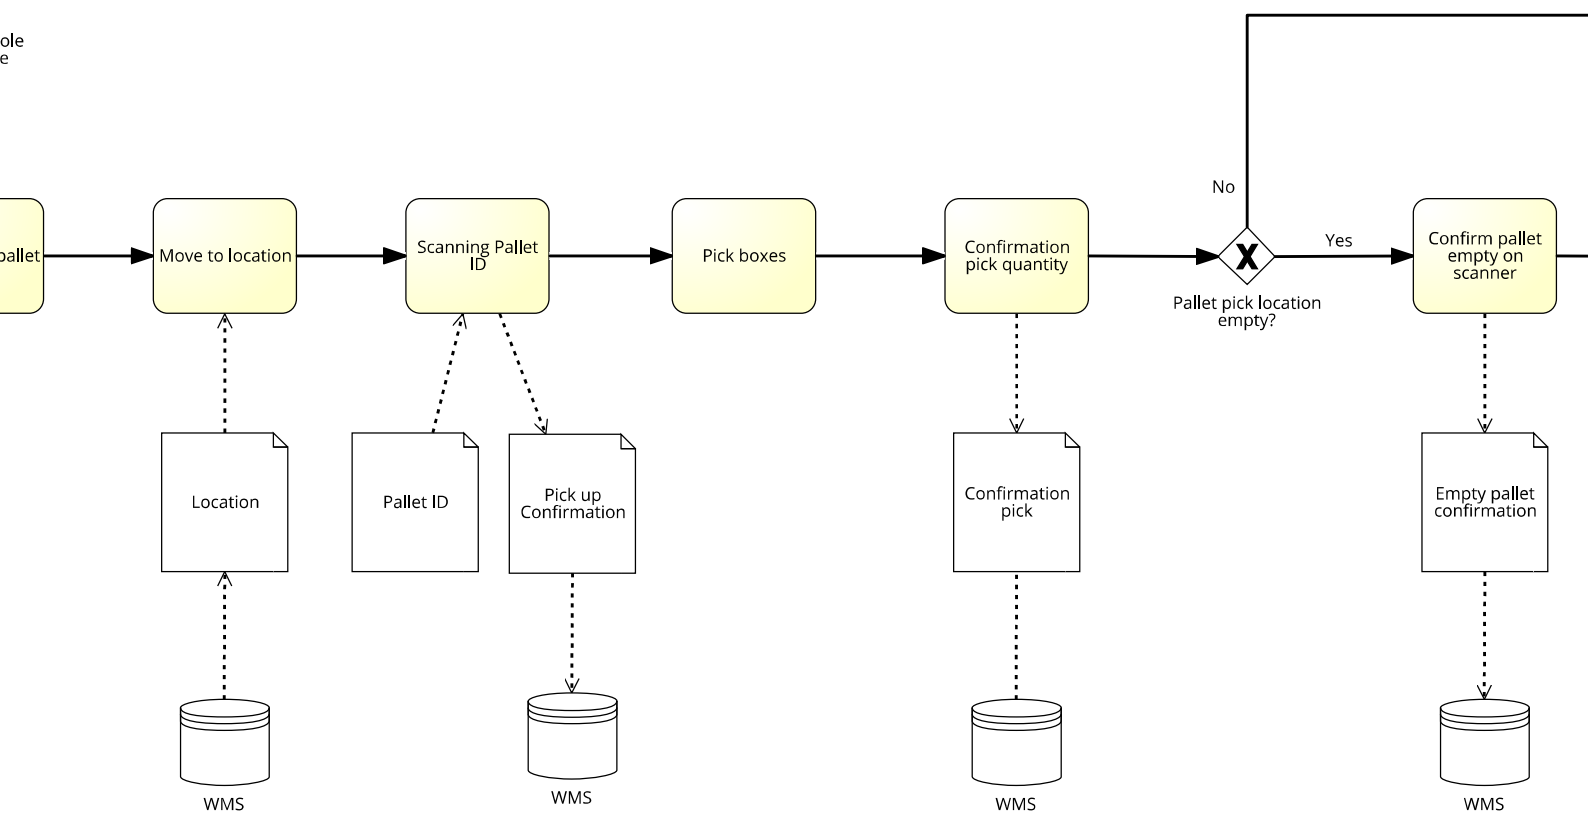 ole
e
No
Yes
pallet
Move to location
Scanning Pallet
ID
Pick boxes
Confirmation
pick quantity
X
Pallet pick location
empty?
Confirm pallet
empty on
scanner
Location
Pallet ID
Pick up
Confirmation
Confirmation
pick
Empty pallet
confirmation
WMS
WMS
WMS
WMS